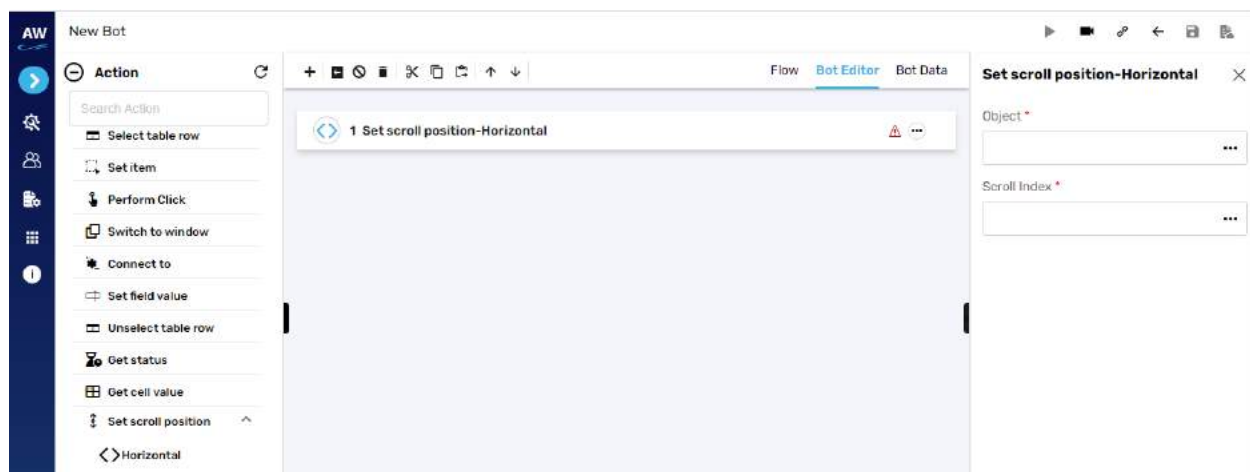 AW
New Bot
Action
Search Action
Select table row
Set item
Perform Click
Switch to window
Connect to
Set field value
Unselect table row
Get status
Get cell value
Set scroll position
Horizontal
Flow Bot Editor Bot Data
1 Set scroll position-Horizontal
Set scroll position-Horizontal
Object *
Scroll Index *